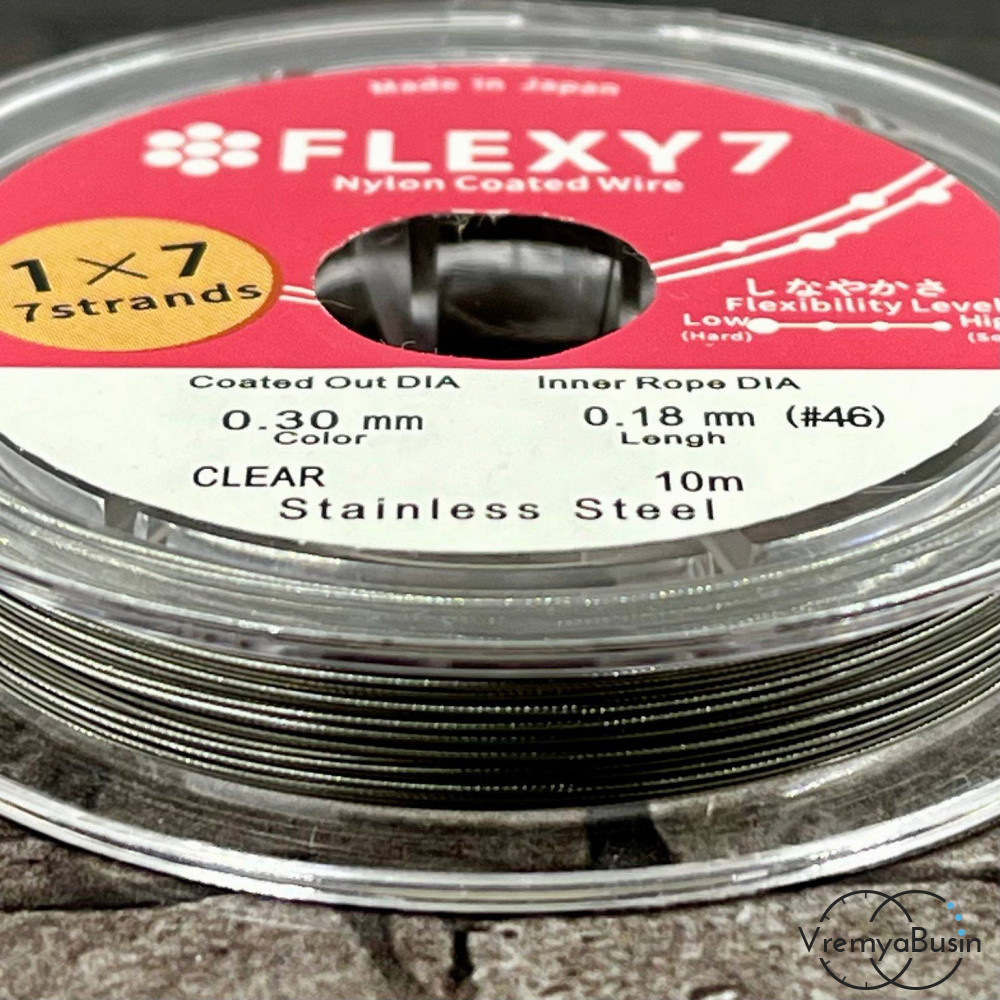 Made in Japan
FLEXY7
Nylon Coated Wire
1×7
7strands
しなやかさ
Flexibility Level
Low
(Hard)
Coated Out DIA Inner Rope DIA
0.30 mm 0.18 mm (#46)
Color Lengh
CLEAR 10m
Stainless Steel
VremyaBusin